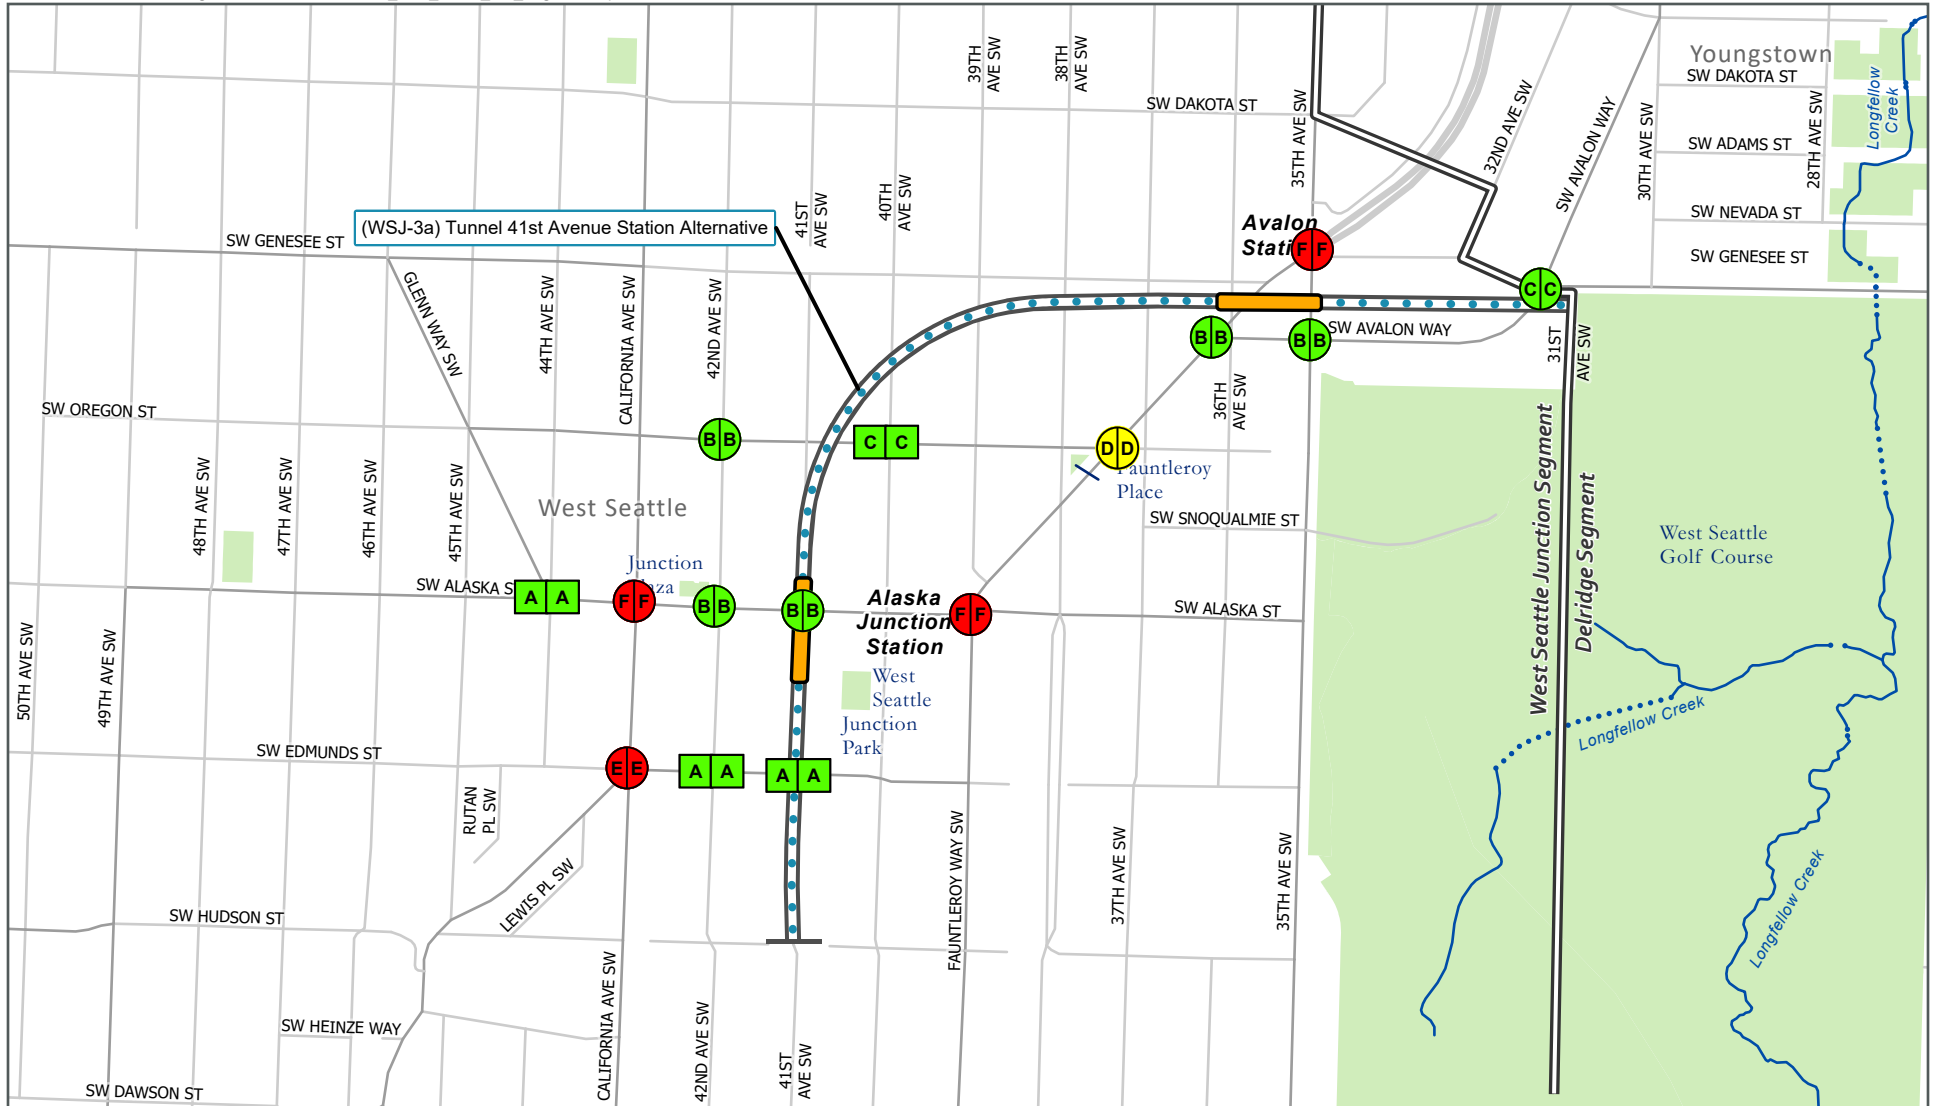 Youngstown
SW DAKOTA ST
SW DAKOTA ST
SW ADAMS ST
SW NEVADA ST
SW GENESEE ST
39TH
AVE SW
38TH
AVE SW
35TH AVE SW
32ND AVE SW
SW AVALON WAY
30TH AVE SW
28TH AVE SW
Longfellow
Creek
41ST
AVE SW
40TH
AVE SW
(WSJ-3a) Tunnel 41st Avenue Station Alternative
SW GENESEE ST
Avalon
Stati
F F
C C
GLENN WAY SW
44TH AVE SW
CALIFORNIA AVE SW
42ND AVE SW
B B
B B
SW AVALON WAY
31ST
AVE SW
36TH
AVE SW
SW OREGON ST
B B
C C
D D
Fauntleroy
Place
48TH AVE SW
47TH AVE SW
46TH AVE SW
45TH AVE SW
West Seattle
SW SNOQUALMIE ST
West Seattle Junction Segment
Delridge Segment
West Seattle
Golf Course
Junction
aza
SW ALASKA S
A A
F F
B B
B B
Alaska
Junction
Station
F F
SW ALASKA ST
50TH AVE SW
49TH AVE SW
West
Seattle
Junction
Park
Longfellow Creek
SW EDMUNDS ST
E E
A A
A A
RUTAN
PL SW
LEWIS PL SW
FAUNTLEROY WAY SW
37TH AVE SW
35TH AVE SW
Longfellow Creek
SW HUDSON ST
CALIFORNIA AVE SW
42ND AVE SW
41ST
AVE SW
SW HEINZE WAY
SW DAWSON ST